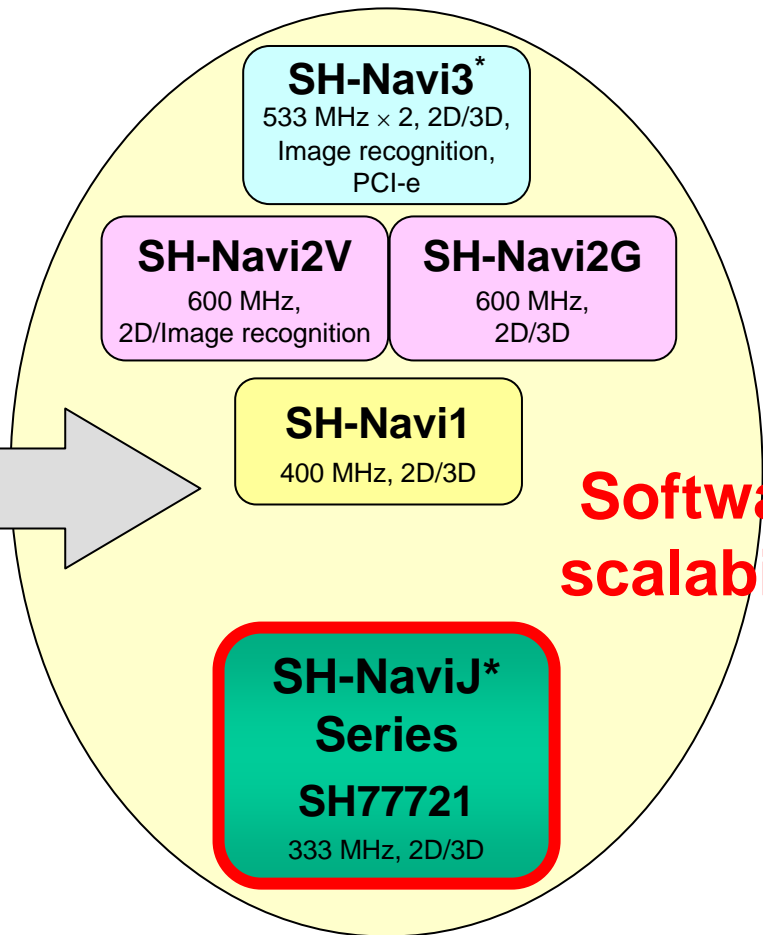 SH-Navi3*
533 MHz × 2, 2D/3D,
Image recognition,
PCI-e
SH-Navi2V
600 MHz,
2D/Image recognition
SH-Navi2G
600 MHz,
2D/3D
SH-Navi1
400 MHz, 2D/3D
SH-NaviJ*
Series
SH77721
333 MHz, 2D/3D